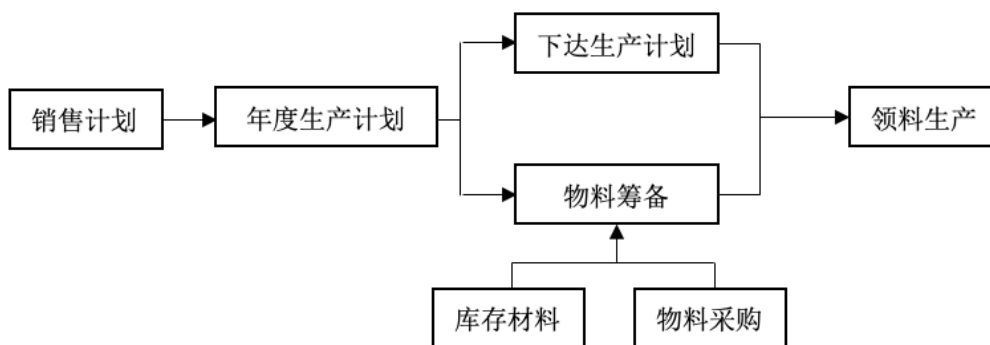 下达生产计划
销售计划
年度生产计划
领料生产
物料筹备
库存材料
物料采购